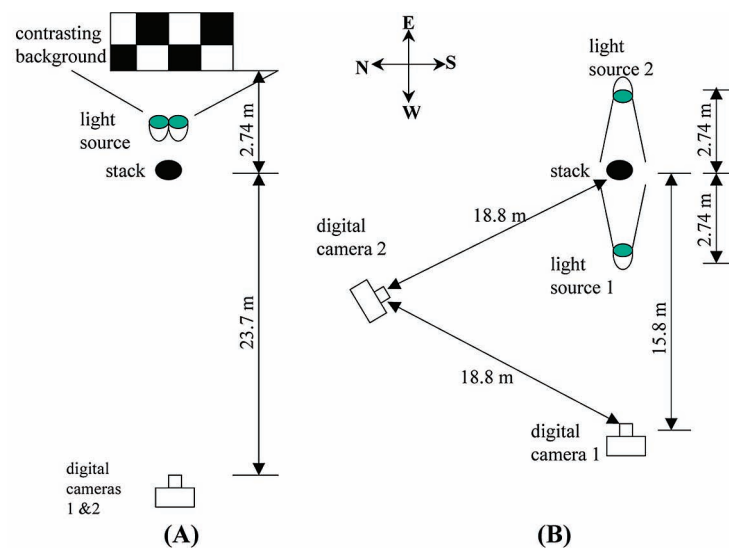 contrasting
background
light
source
stack
2.74 m
23.7 m
digital
cameras
1 &2
(A)
E
N
S
W
light
source 2
2.74 m
stack
18.8 m
digital
camera 2
2.74 m
light
source 1
15.8 m
18.8 m
digital
camera 1
(B)